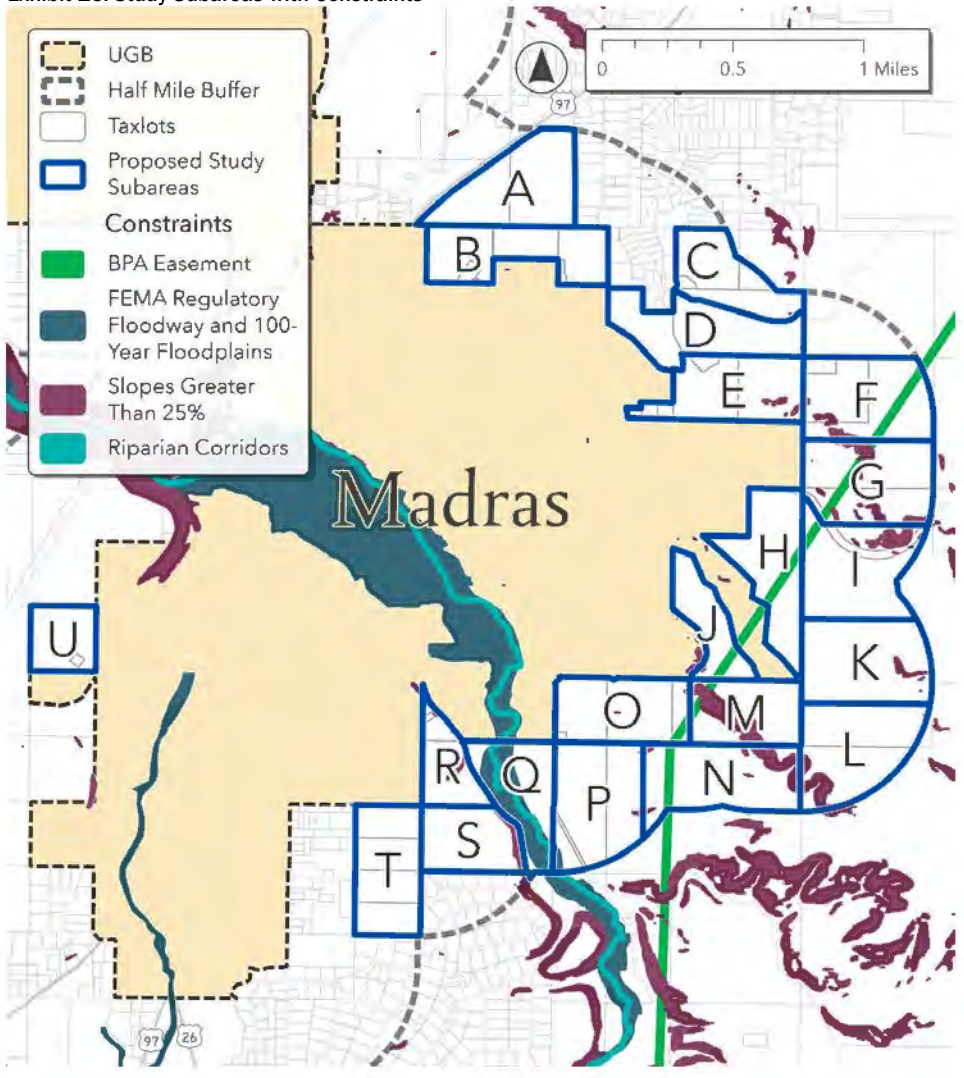 UGB
Half Mile Buffer
Taxlots
Proposed Study
Subareas
Constraints
BPA Easement
FEMA Regulatory
Floodway and 100-
Year Floodplains
Slopes Greater
Than 25%
Riparian Corridors
0
0.5
1 Miles
97
A
B
C
D
E
F
G
Madras
H
I
J
U
K
O
M
R
Q
P
N
L
S
T
97
26